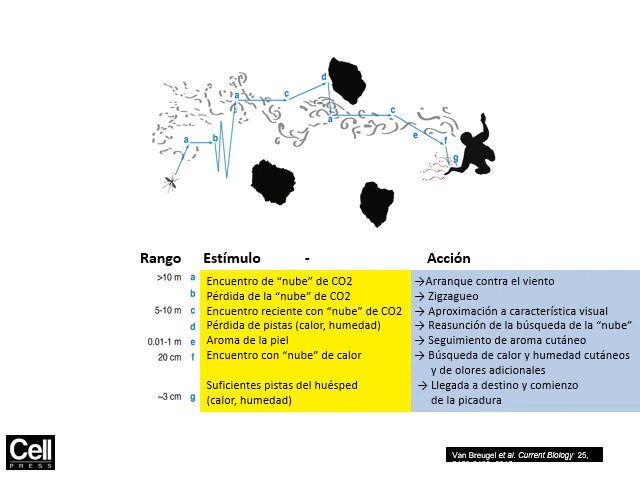 d
a
c
c
a
a
b
e
f
g
Rango Estímulo - Acción
>10 m a Encuentro de “nube” de CO2 →Arranque contra el viento
b Pérdida de la “nube” de CO2 → Zigzagueo
5-10 m c Encuentro reciente con “nube” de CO2 → Aproximación a característica visual
d Pérdida de pistas (calor, humedad) → Reasunción de la búsqueda de la “nube”
0.01-1 m e Aroma de la piel → Seguimiento de aroma cutáneo
20 cm f Encuentro con “nube” de calor → Búsqueda de calor y humedad cutáneos
y de olores adicionales
~3 cm g Suficientes pistas del huésped → Llegada a destino y comienzo
(calor, humedad) de la picadura
Cell
PRESS
Van Breugel et al. Current Biology 25,